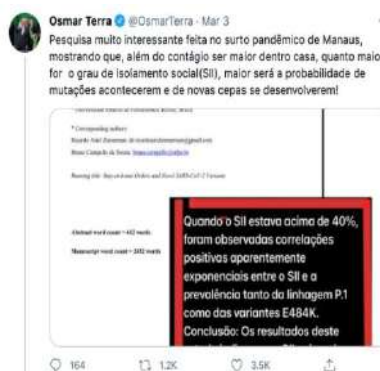 Osmar Terra @OsmarTerra · Mar 3
Pesquisa muito interessante feita no surto pandêmico de Manaus,
mostrando que, além do contágio ser maior dentro casa, quanto maio
for o grau de isolamento social(SII), maior será a probabilidade de
mutações acontecerem e de novas cepas se desenvolverem!
* Corresponding authors
Abstract word count =
Manuscript word count =
Quando o SII estava acima de 40%,
foram observadas correlações
positivas aparentemente
exponenciais entre o SII e a
prevalência tanto da linhagem P.1
como das variantes E484K.
Conclusão: Os resultados deste
164 1.2K 3.5K